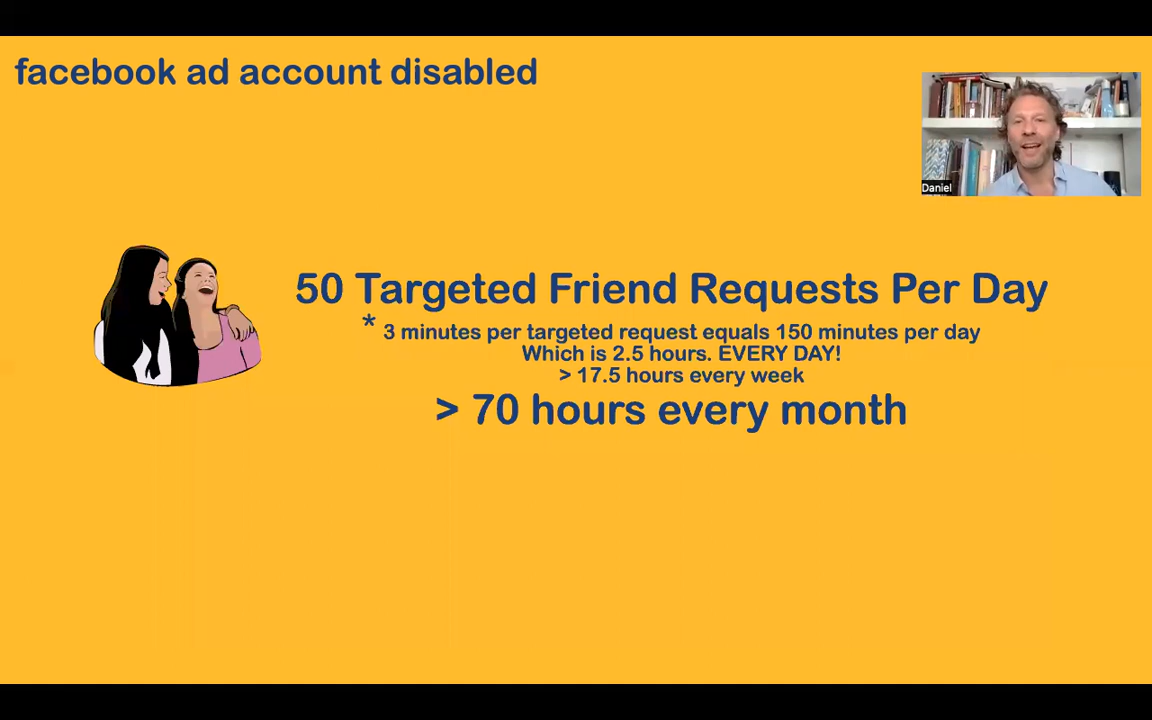 facebook ad account disabled
Daniel
50 Targeted Friend Requests Per Day
* 3 minutes per targeted request equals 150 minutes per day
Which is 2.5 hours. EVERY DAY!
> 17.5 hours every week
> 70 hours every month